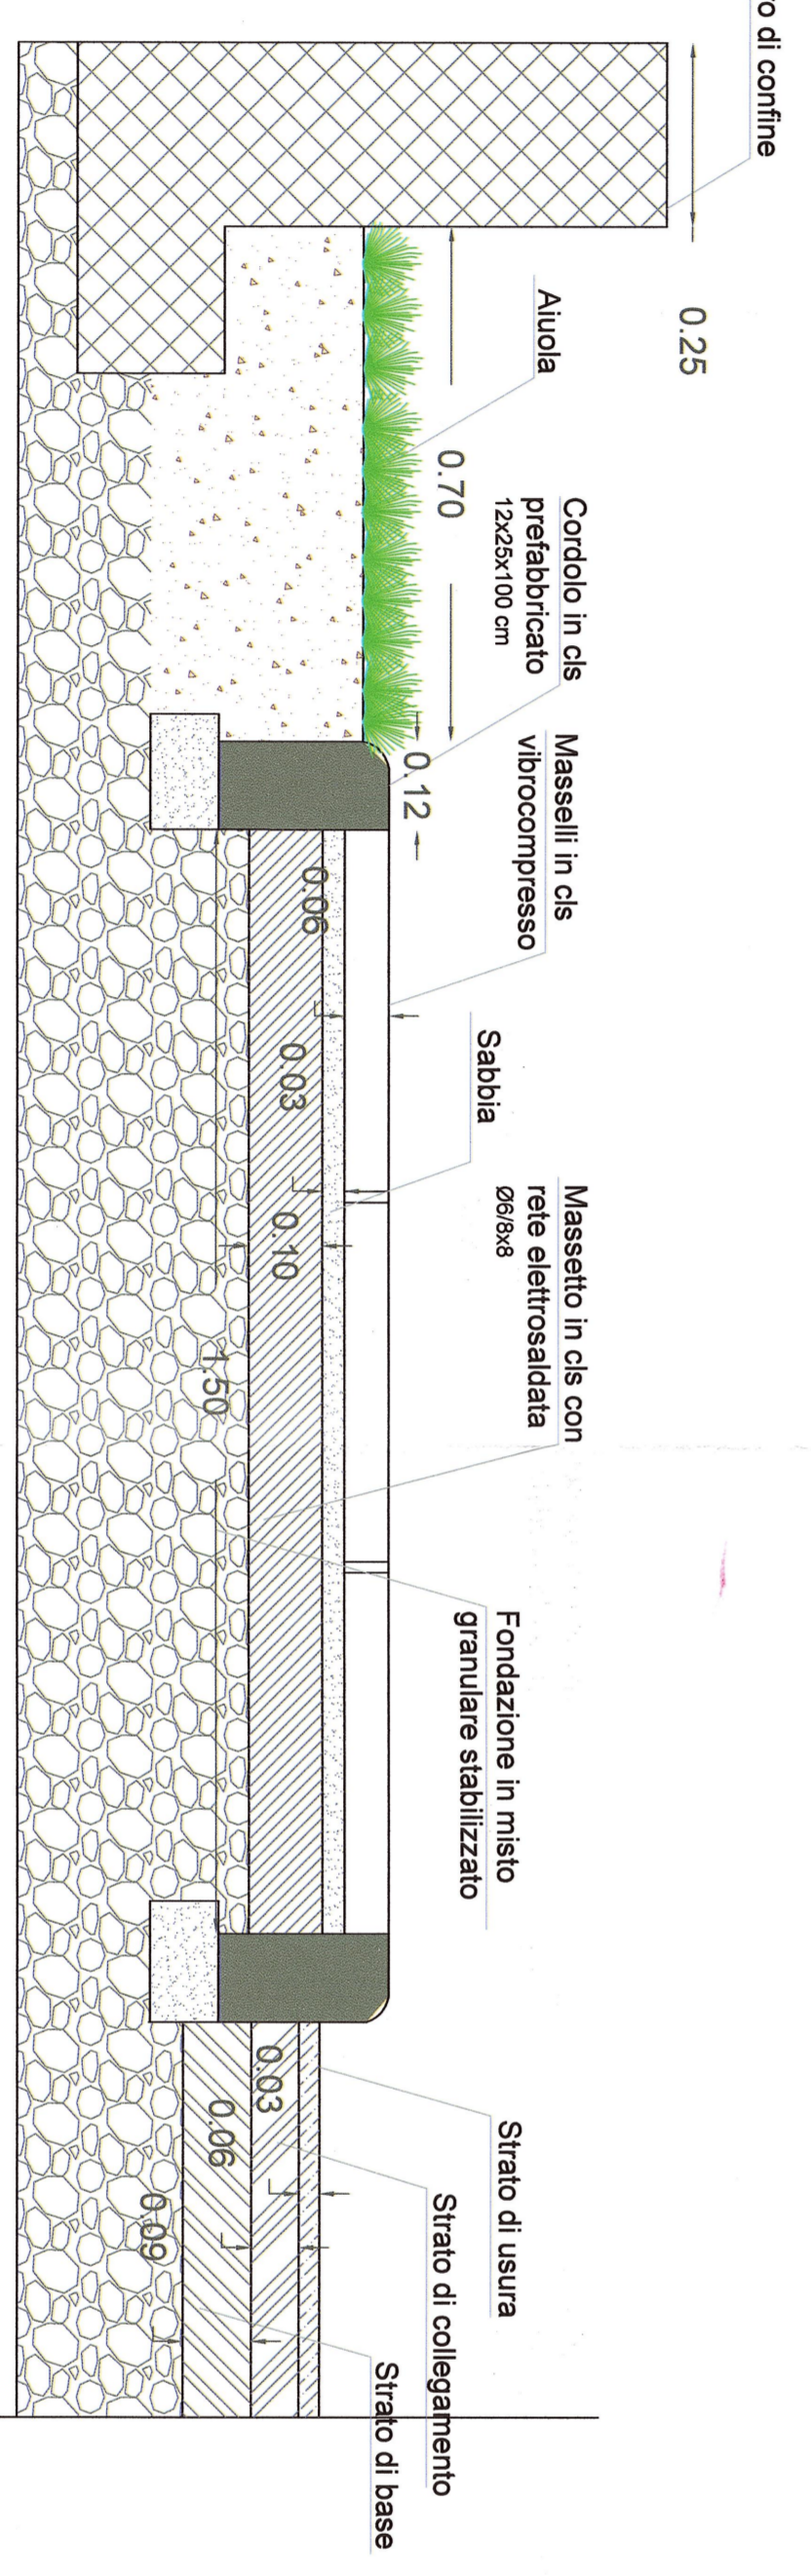 ro di confine
0.25
Aiuola
0.70
Cordolo in cls
prefabbricato
12x25x100 cm
0.12
Masselli in cls
vibrocompresso
0.06
Sabbia
0.03
Massetto in cls con
rete elettrosaldata
Ø6/8x8
0.10
1.50
Fondazione in misto
granulare stabilizzato
Strato di usura
0.03
Strato di collegamento
0.06
Strato di base
0.09